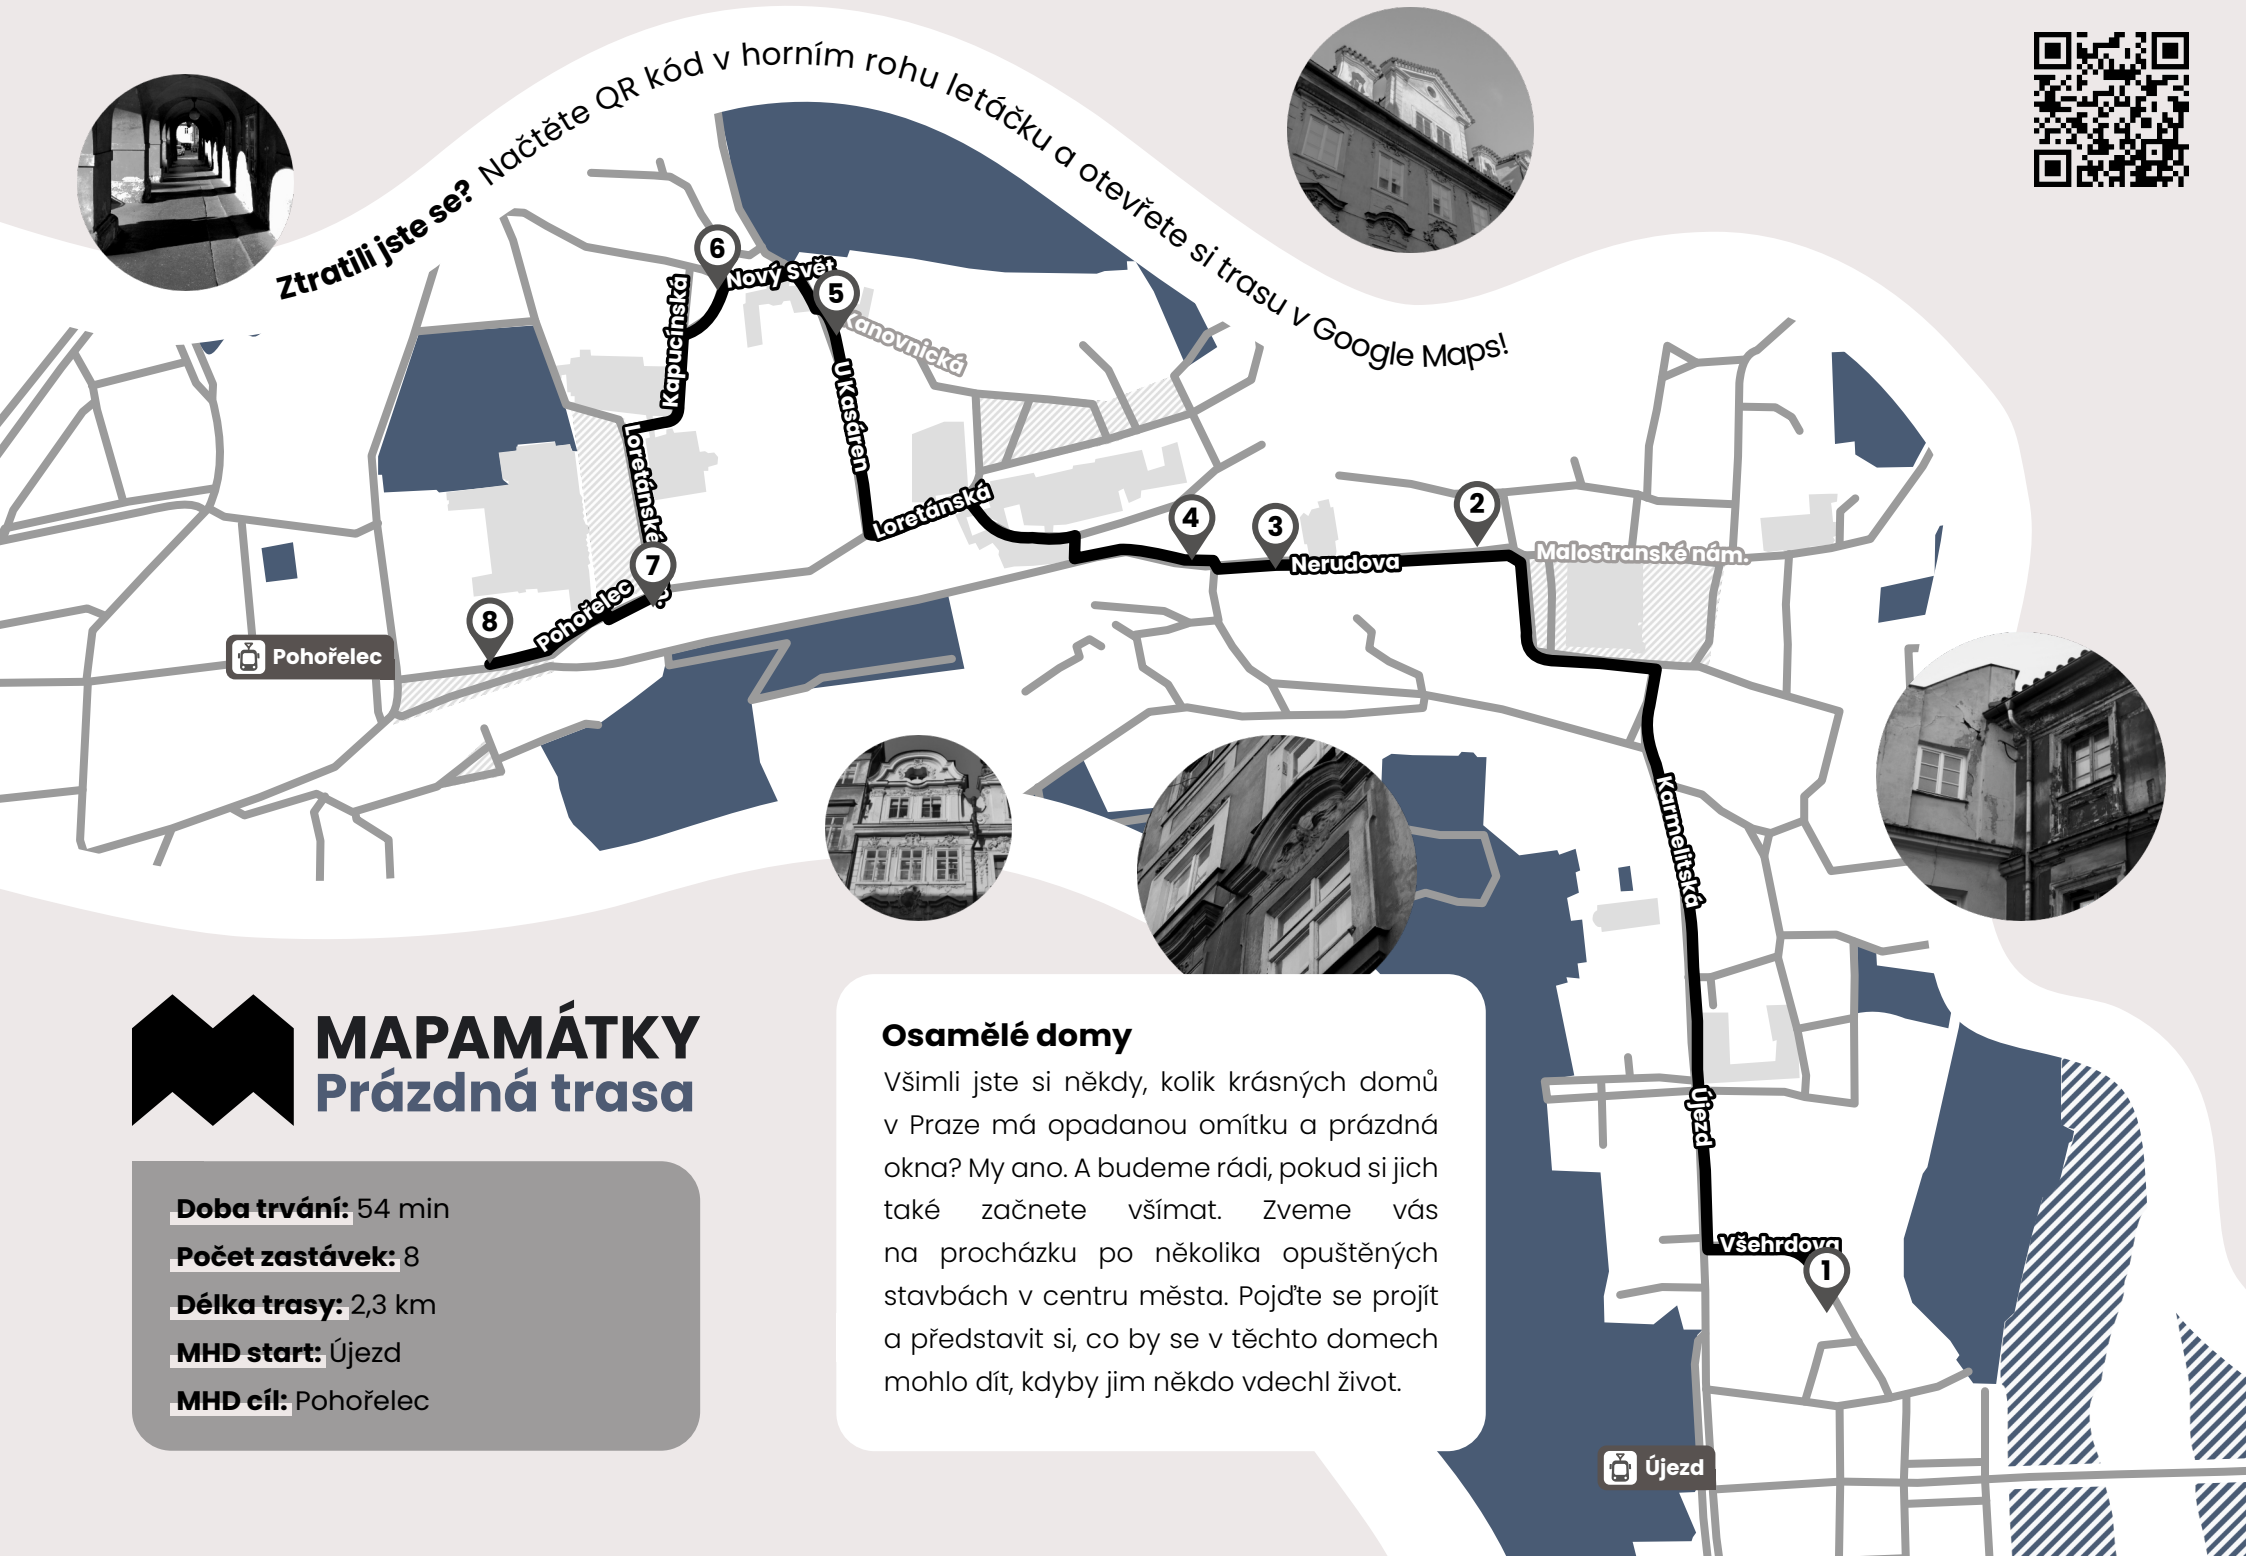 Ztratili jste se? Načtěte QR kód v horním rohu letáčku a otevřete si trasu v Google Maps!
6
Nový Svět
5
Kanovnická
Kapucínská
U Kasáren
Loretánské
Loretánská
4
3
2
Nerudova
Malostranské nám.
7
Pohořelec
8
Pohořelec
Karmelitská
Újezd
Všehrdova
1
Újezd
MAPAMÁTKY
Prázdná trasa
Doba trvání: 54 min
Počet zastávek: 8
Délka trasy: 2,3 km
MHD start: Újezd
MHD cíl: Pohořelec
Osamělé domy
Všimli jste si někdy, kolik krásných domů
v Praze má opadanou omítku a prázdná
okna? My ano. A budeme rádi, pokud si jich
také začnete všímat. Zveme vás
na procházku po několika opuštěných
stavbách v centru města. Pojďte se projít
a představit si, co by se v těchto domech
mohlo dít, kdyby jim někdo vdechl život.